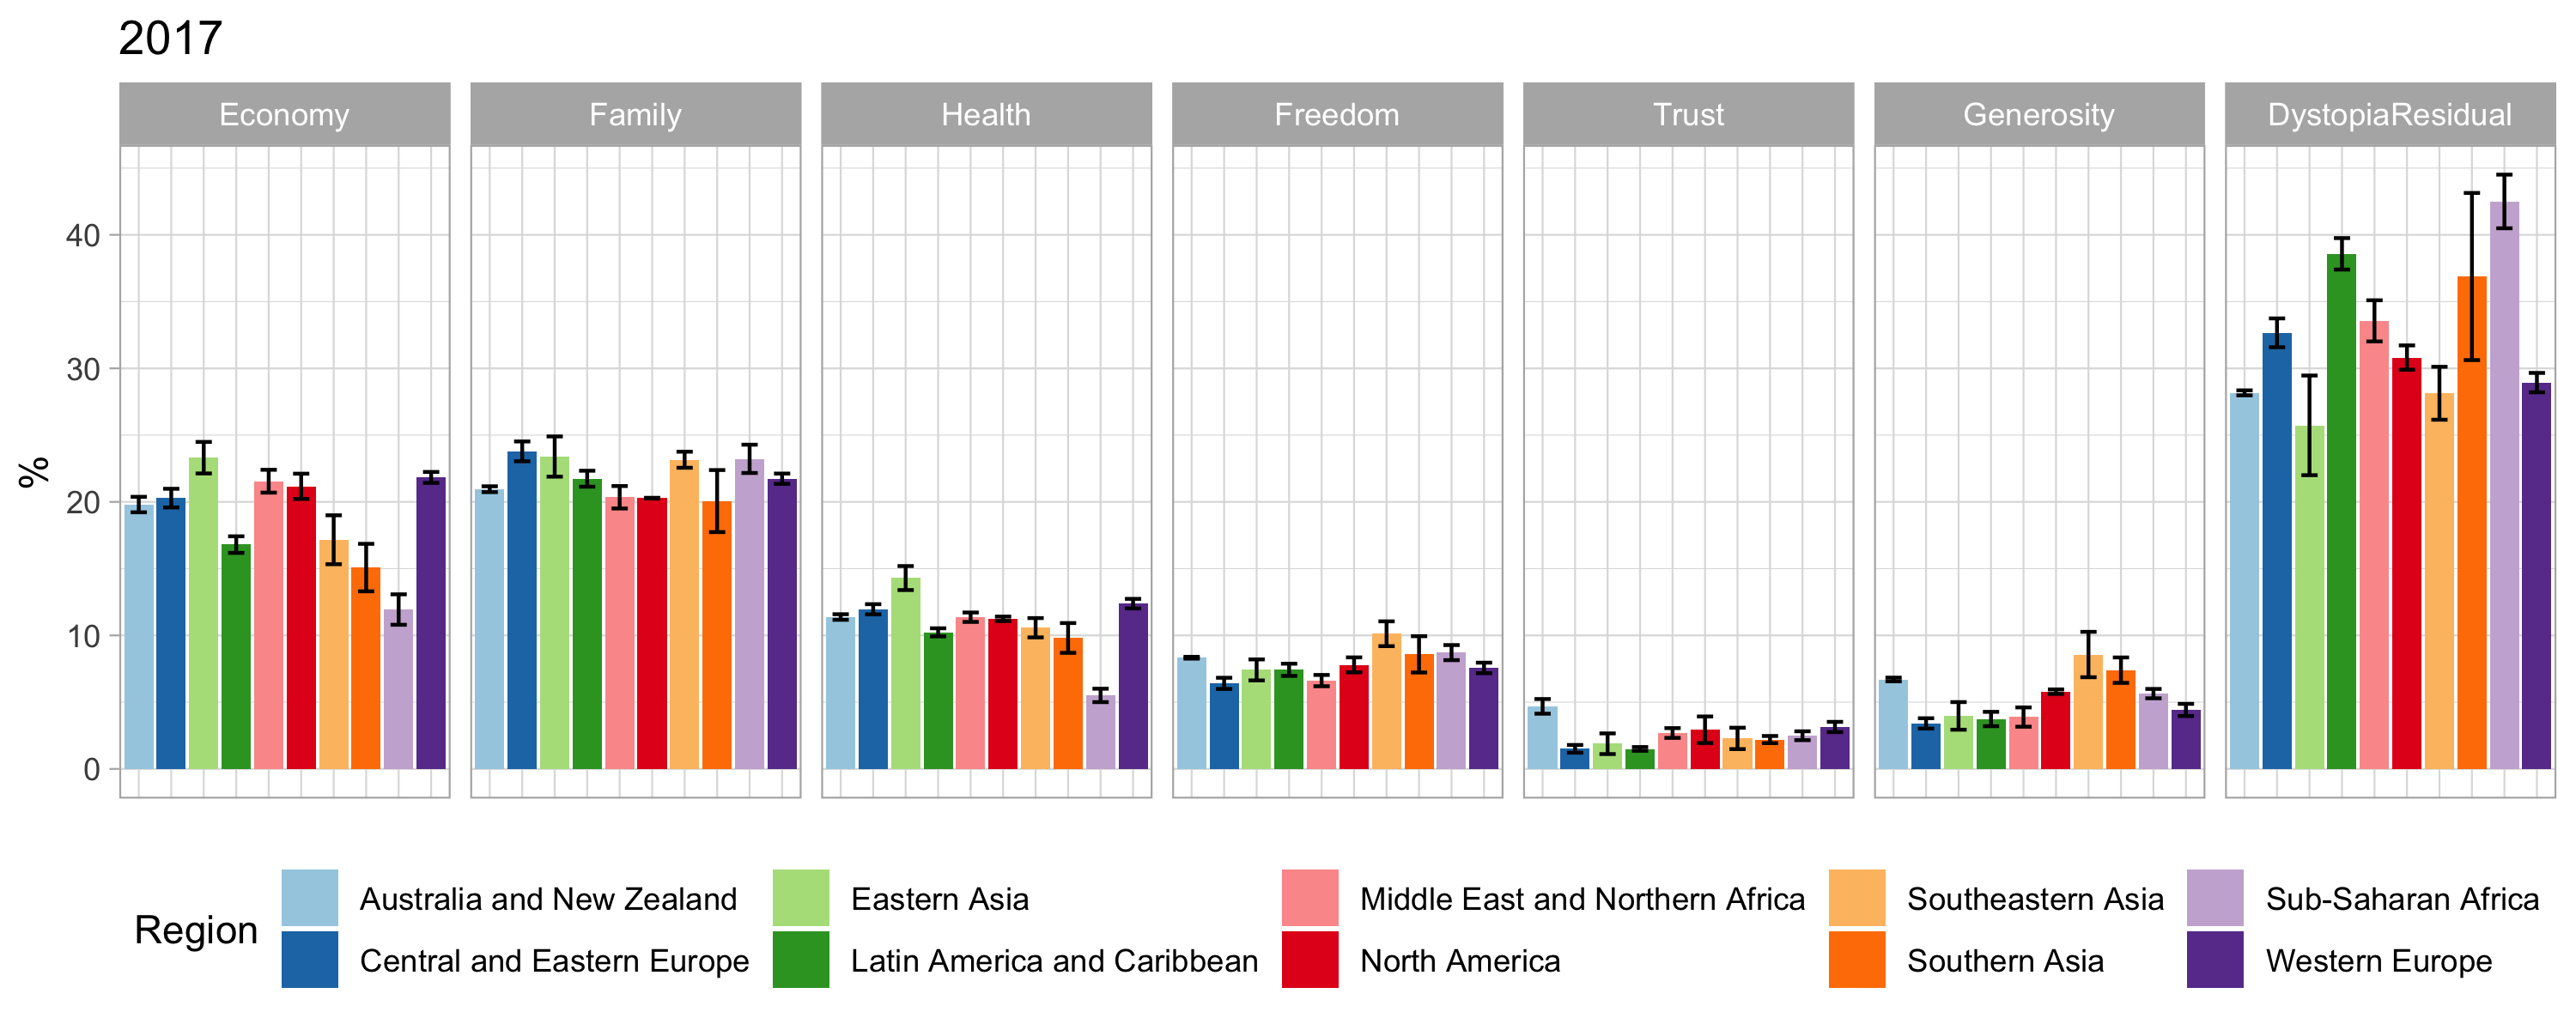 2017
Economy Family Health Freedom Trust Generosity DystopiaResidual
40
30
%
20
10
0
Region
Australia and New Zealand Eastern Asia Middle East and Northern Africa Southeastern Asia Sub-Saharan Africa
Central and Eastern Europe Latin America and Caribbean North America Southern Asia Western Europe